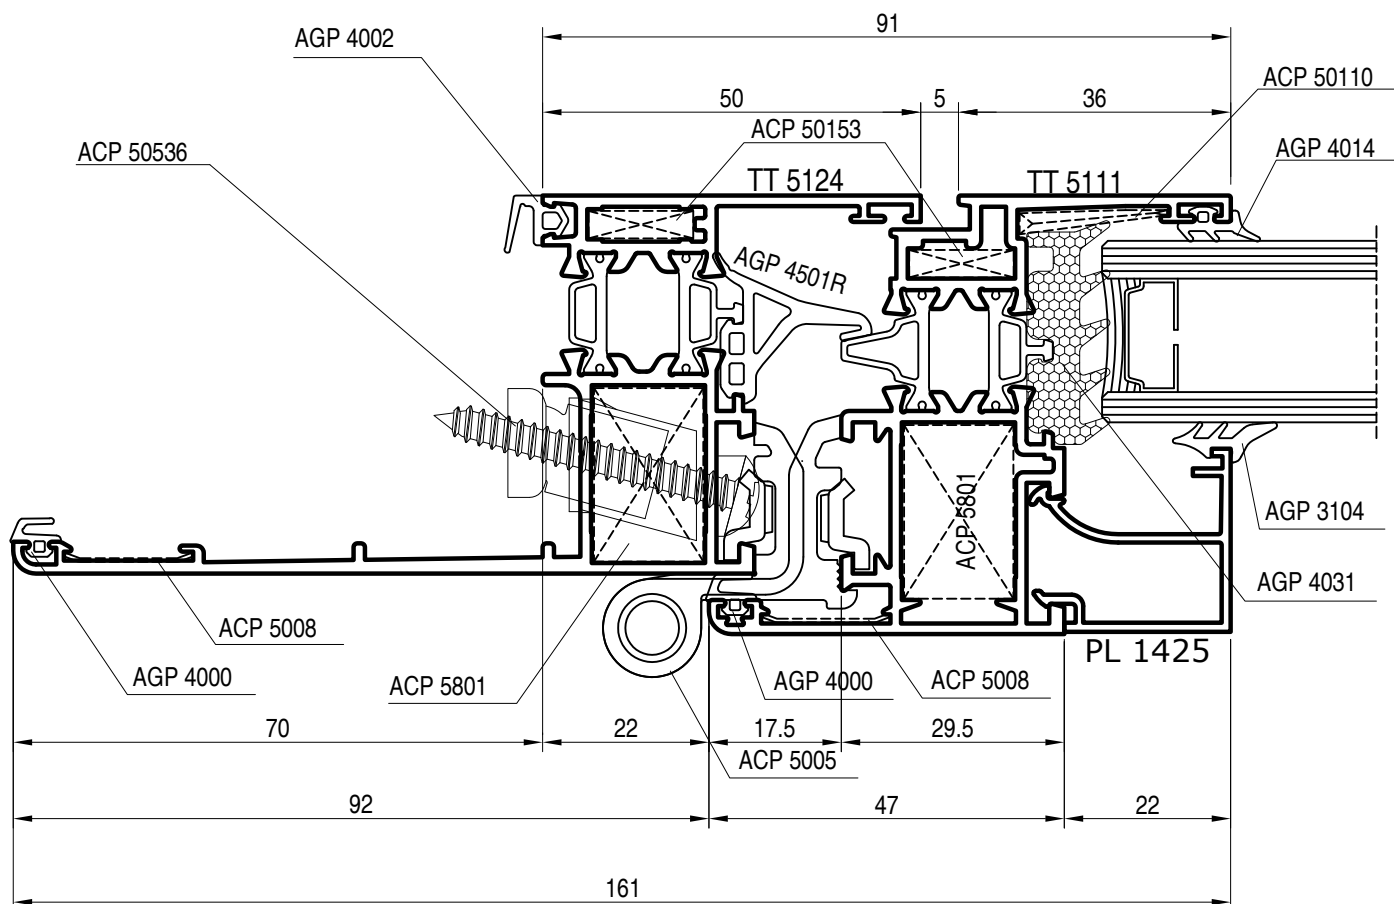 91
AGP 4002
ACP 50110
50
5
36
ACP 50153
ACP 50536
AGP 4014
TT 5124
TT 5111
AGP 4501R
ACP 5801
AGP 3104
AGP 4031
ACP 5008
PL 1425
AGP 4000
ACP 5801
AGP 4000
ACP 5008
70
22
17.5
29.5
ACP 5005
92
47
22
161